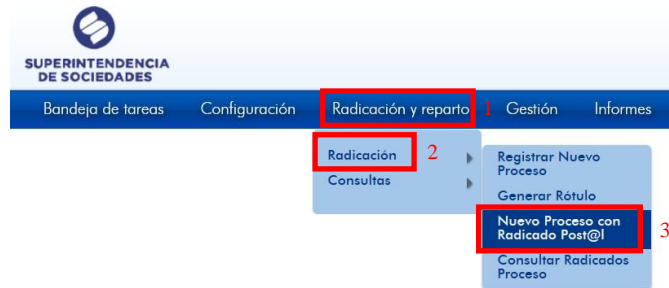 SUPERINTENDENCIA
DE SOCIEDADES
Bandeja de tareas Configuración Radicación y reparto 1 Gestión Informes
Radicación 2
Consultas
Registrar Nuevo
Proceso
Generar Rótulo
Nuevo Proceso con
Radicado Post@l 3
Consultar Radicados
Proceso